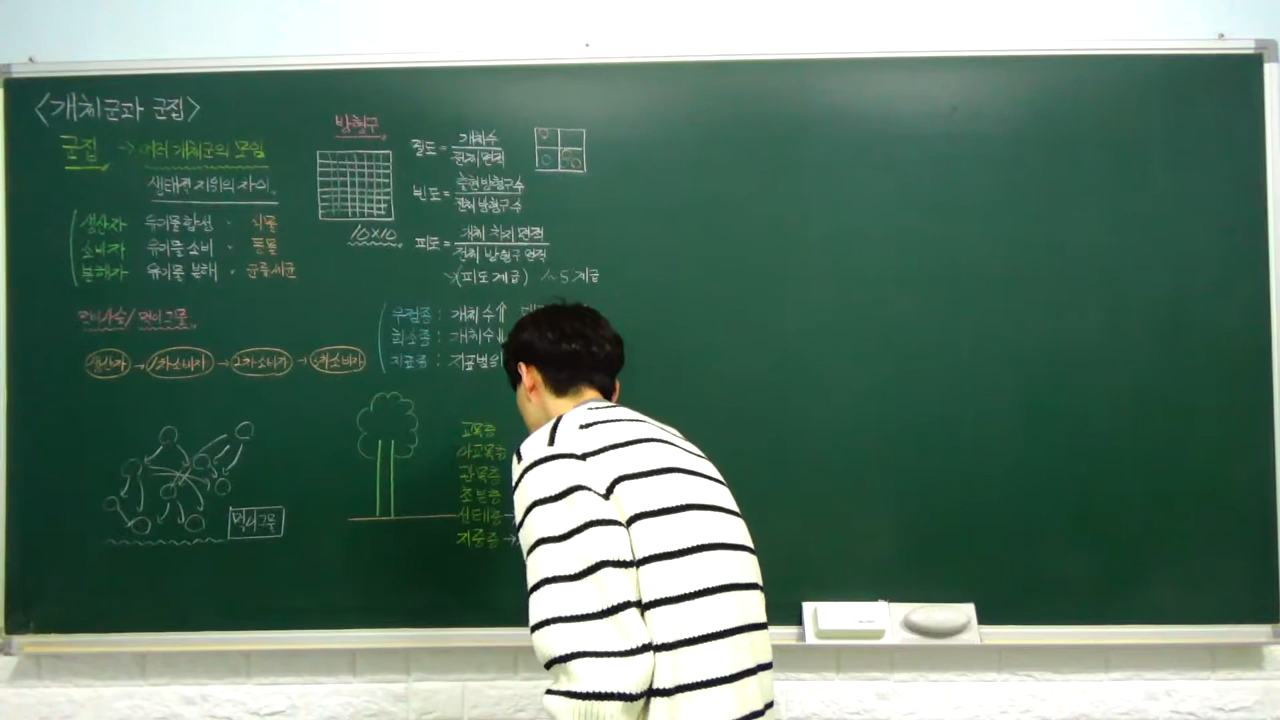 <개체군과 군집>
군집 → 여러 개체군의 모임
생태적 지위의 차이.
생산자 유기물 합성 · 식물
소비자 유기물 소비 · 동물
분해자 유기물 분해 · 균류, 세균
먹이사슬 / 먹이그물
생산자 → 1차소비자 → 2차소비자 → 3차소비자
먹이그물
방형구
10×10
밀도 = 개체수 / 전체 면적
빈도 = 출현 방형구 수 / 전체 방형구 수
피도 = 개체 차지 면적 / 전체 방형구 면적
↘(피도 계급) 1~5 계급
우점종 : 개체수↑
희소종 : 개체수↓
지표종 : 지표
교목층
아교목층
관목층
초본층
선태층 →
지중층 →